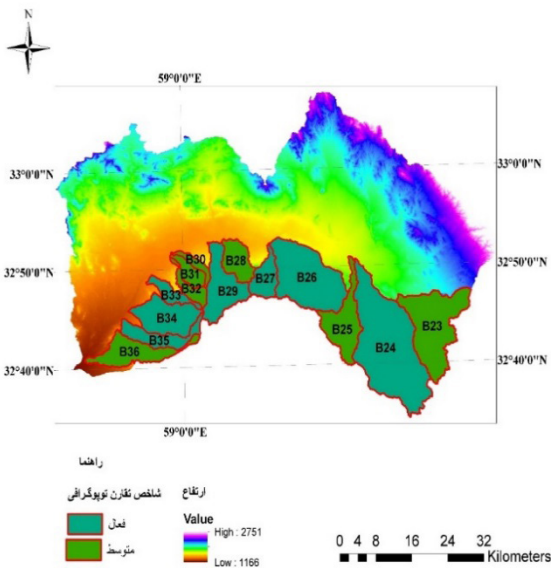 N
59°0'0"E
33°0'0"N
33°0'0"N
32°50'0"N
32°50'0"N
32°40'0"N
32°40'0"N
B30
B31
B32
B33
B28
B29
B27
B26
B34
B35
B36
B25
B24
B23
59°0'0"E
راهنما
شاخص تقارن توپوگرافی
ارتفاع
فعال
متوسط
Value
High : 2751
Low : 1166
0 4 8 16 24 32
Kilometers